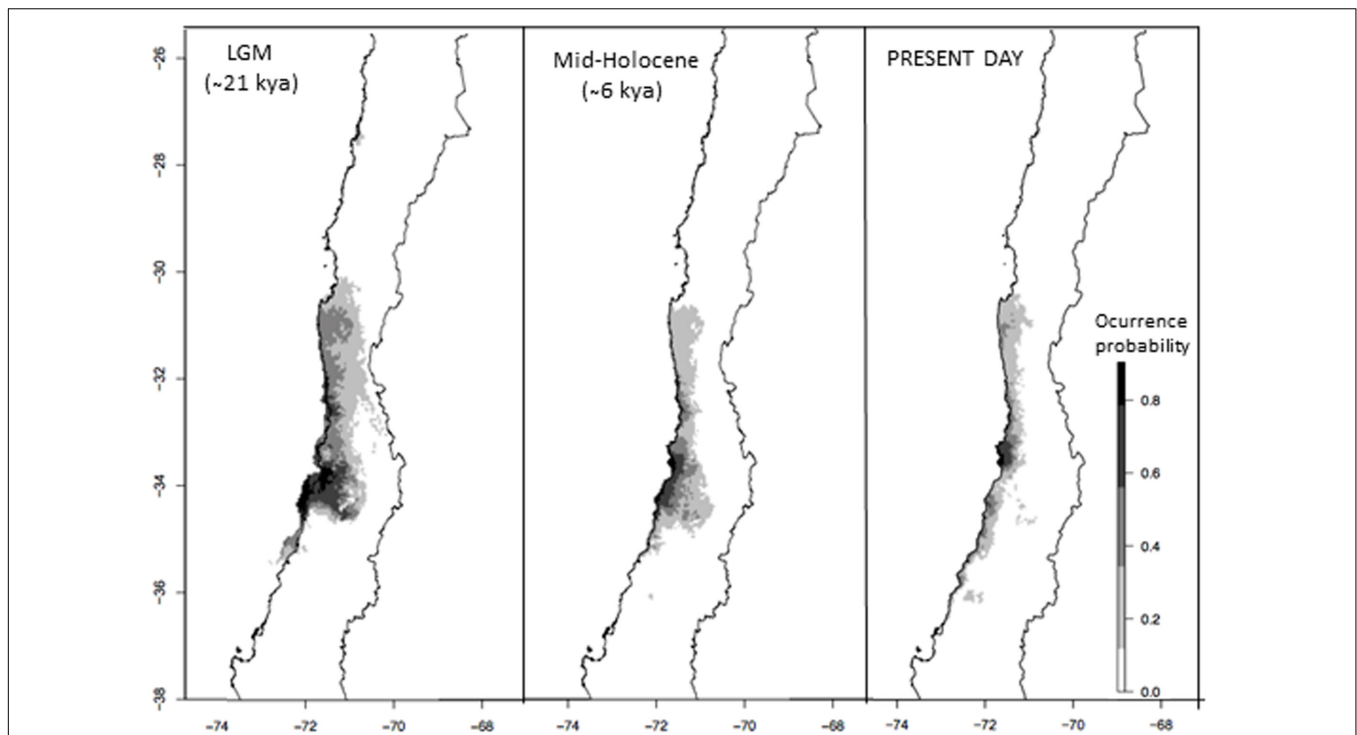 LGM
(~21 kya)
Mid-Holocene
(~6 kya)
PRESENT DAY
−26
−28
−30
−32
−34
−36
−38
Ocurrence
probability
0.8
0.6
0.4
0.2
0.0
−74 −72 −70 −68
−74 −72 −70 −68
−74 −72 −70 −68